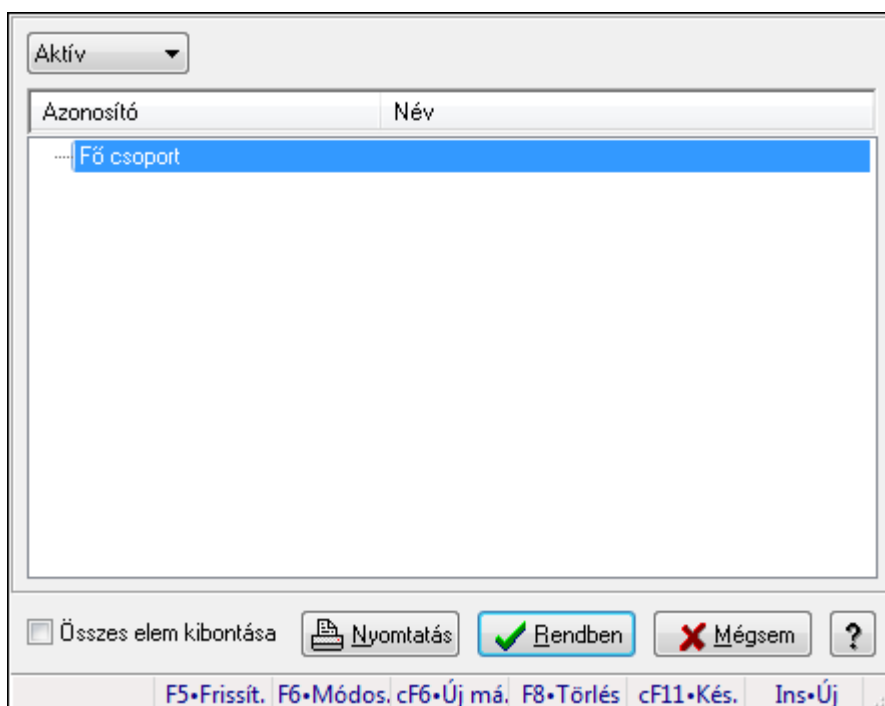 Aktív
Azonosító Név
Fő csoport
Összes elem kibontása Nyomtatás Rendben Mégsem ?
F5•Frissít. F6•Módos. cF6•Új má. F8•Törlés cF11•Kés. Ins•Új